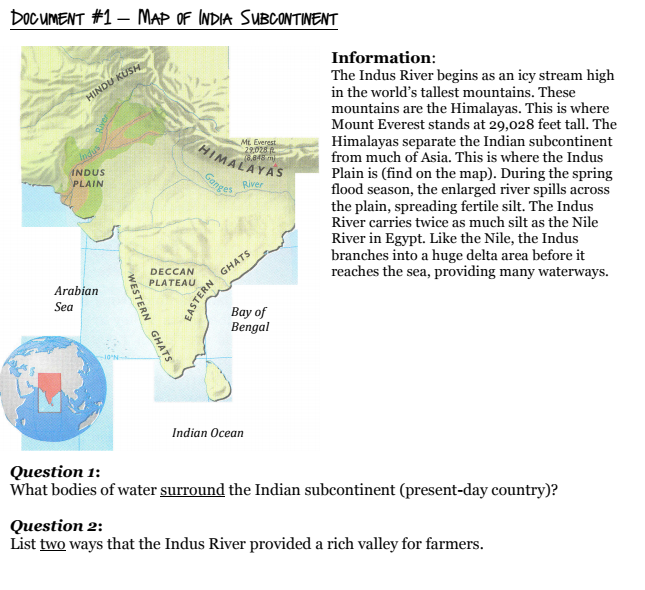 Document #1 – Map of India Subcontinent
HINDU KUSH
Indus River
INDUS
PLAIN
Mt. Everest
29,028 ft.
(8,848 m)
HIMALAYAS
Ganges River
DECCAN
PLATEAU
WESTERN GHATS
EASTERN GHATS
Arabian
Sea
Bay of
Bengal
10°N
Indian Ocean
Information:
The Indus River begins as an icy stream high
in the world's tallest mountains. These
mountains are the Himalayas. This is where
Mount Everest stands at 29,028 feet tall. The
Himalayas separate the Indian subcontinent
from much of Asia. This is where the Indus
Plain is (find on the map). During the spring
flood season, the enlarged river spills across
the plain, spreading fertile silt. The Indus
River carries twice as much silt as the Nile
River in Egypt. Like the Nile, the Indus
branches into a huge delta area before it
reaches the sea, providing many waterways.
Question 1:
What bodies of water surround the Indian subcontinent (present-day country)?
Question 2:
List two ways that the Indus River provided a rich valley for farmers.